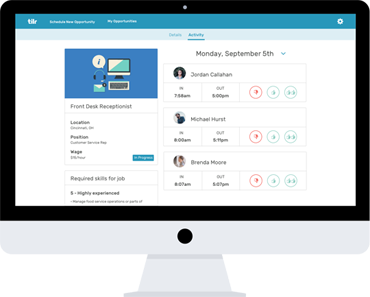 tilr
Schedule New Opportunity
My Opportunities
Details
Activity
Front Desk Receptionist
Location
Cincinnati, OH
Position
Customer Service Rep
Wage
$16/hour
In Progress
Required skills for job
5 - Highly experienced
- Manage food service operations or parts of
Monday, September 5th
Jordan Callahan
IN
OUT
7:58am
5:00pm
Michael Hurst
IN
OUT
8:00am
5:11pm
Brenda Moore
IN
OUT
8:07am
5:07pm